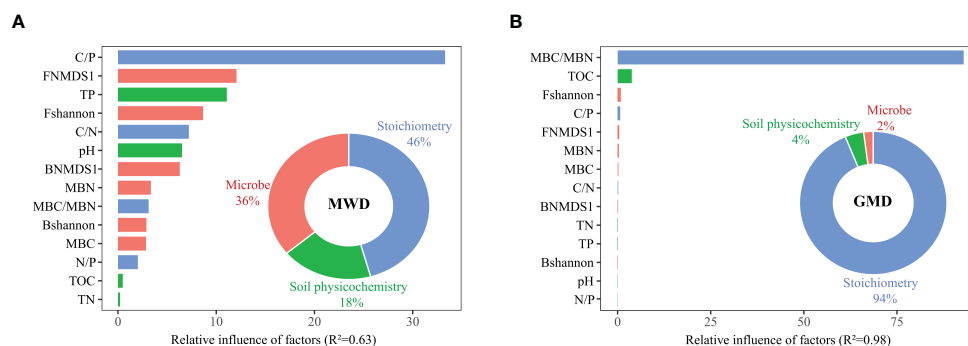 A
C/P
FNMDS1
TP
Fshannon
C/N
pH
BNMDS1
MBN
MBC/MBN
Bshannon
MBC
N/P
TOC
TN
0
10
20
30
Relative influence of factors (R²=0.63)
Stoichiometry
46%
Microbe
36%
MWD
Soil physicochemistry
18%
B
MBC/MBN
TOC
Fshannon
C/P
FNMDS1
MBN
MBC
C/N
BNMDS1
TN
TP
Bshannon
pH
N/P
0
25
50
75
Relative influence of factors (R²=0.98)
Microbe
2%
Soil physicochemistry
4%
GMD
Stoichiometry
94%